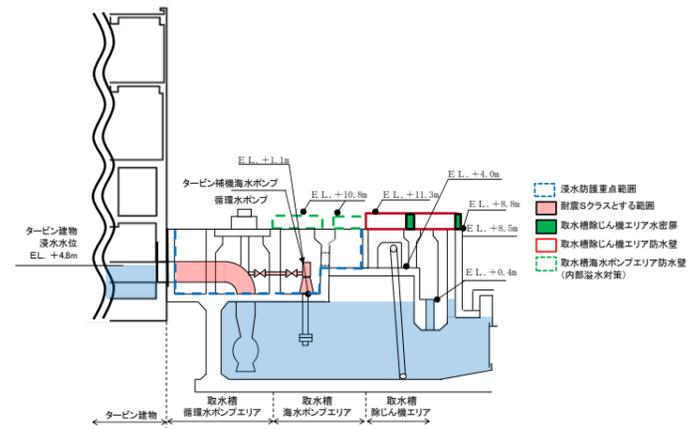 EL.+1.1m
タービン補機海水ポンプ
循環水ポンプ
EL.+10.8m
EL.+11.3m
EL.+4.0m
EL.+8.8m
EL.+8.5m
EL.+0.4m
タービン建物
浸水水位
EL. +4.8m
浸水防護重点範囲
耐震Sクラスとする範囲
取水槽除じん機エリア水密扉
取水槽除じん機エリア防水壁
取水槽海水ポンプエリア防水壁
(内部溢水対策)
タービン建物
取水槽
循環水ポンプエリア
取水槽
海水ポンプエリア
取水槽
除じん機エリア